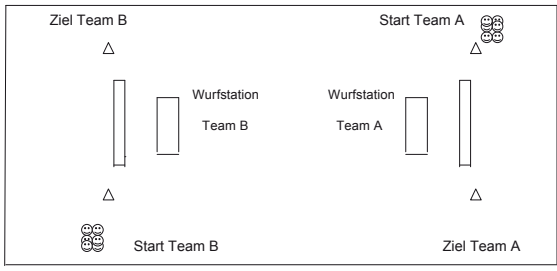 Ziel Team B
Start Team A
Wurfstation
Team B
Wurfstation
Team A
Start Team B
Ziel Team A